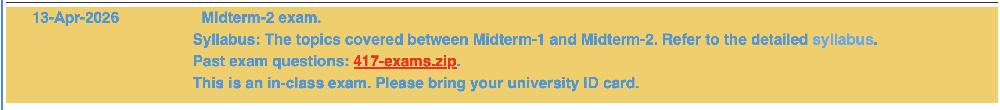 13-Apr-2026 Midterm-2 exam.
Syllabus: The topics covered between Midterm-1 and Midterm-2. Refer to the detailed syllabus.
Past exam questions: 417-exams.zip.
This is an in-class exam. Please bring your university ID card.